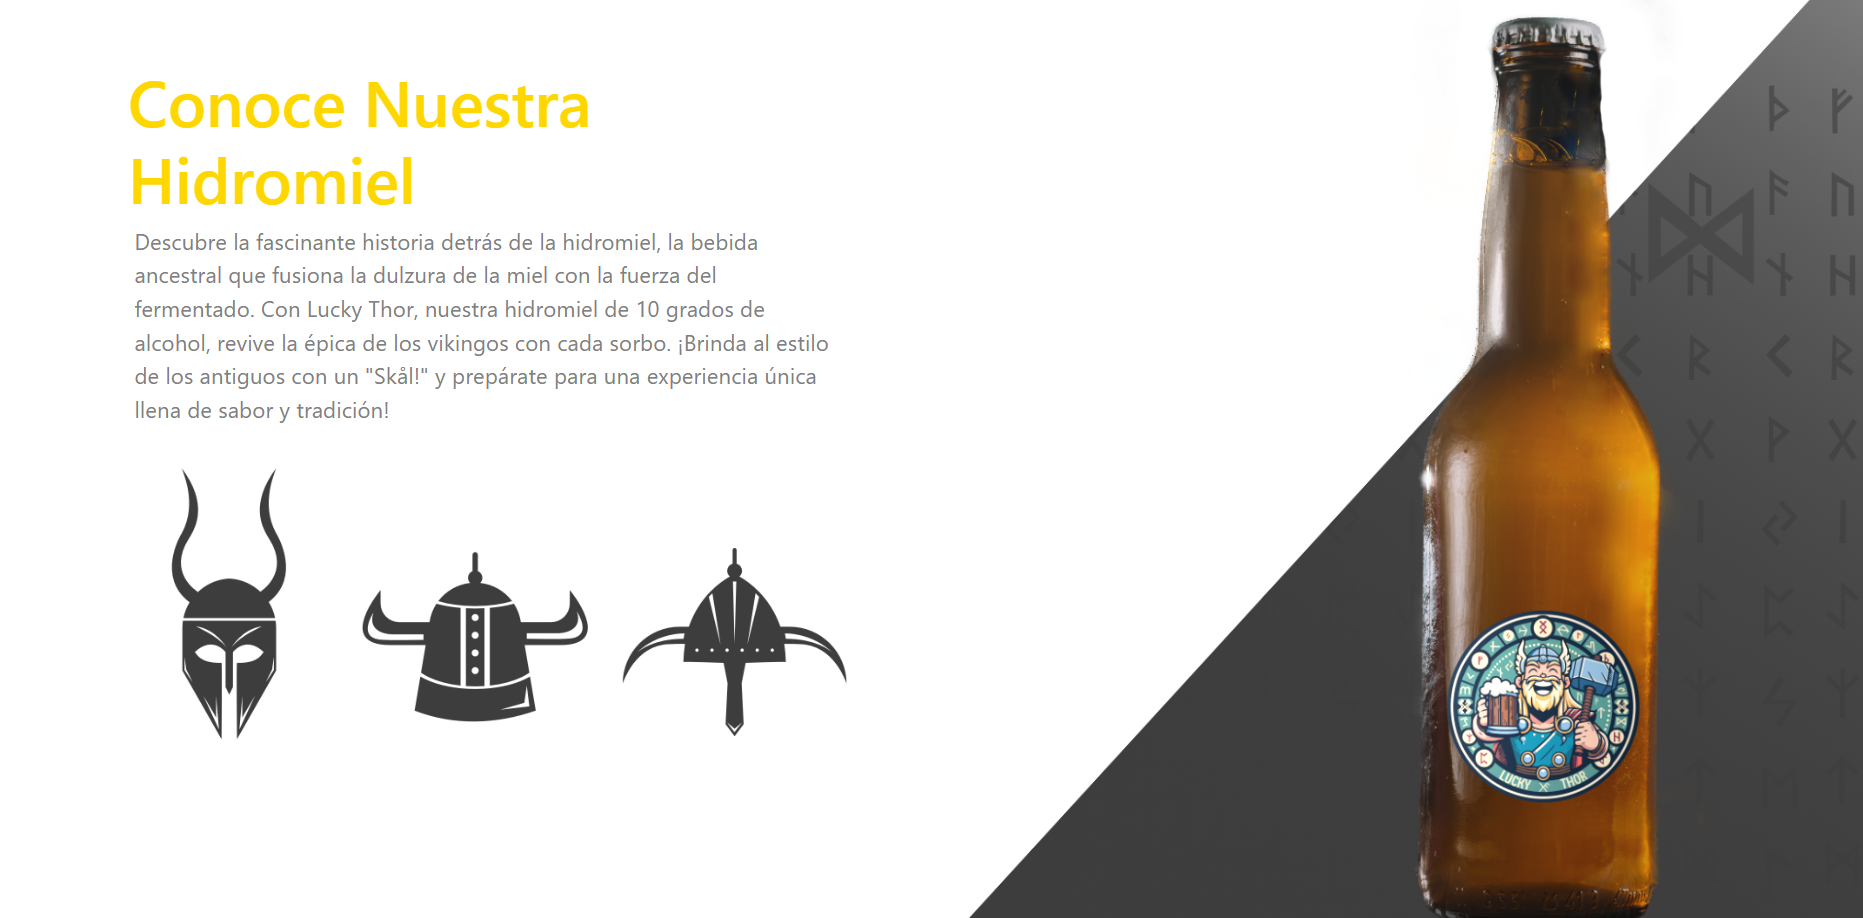 Conoce Nuestra
Hidromiel
Descubre la fascinante historia detrás de la hidromiel, la bebida
ancestral que fusiona la dulzura de la miel con la fuerza del
fermentado. Con Lucky Thor, nuestra hidromiel de 10 grados de
alcohol, revive la épica de los vikingos con cada sorbo. ¡Brinda al estilo
de los antiguos con un "Skål!" y prepárate para una experiencia única
llena de sabor y tradición!
LUCKY THOR